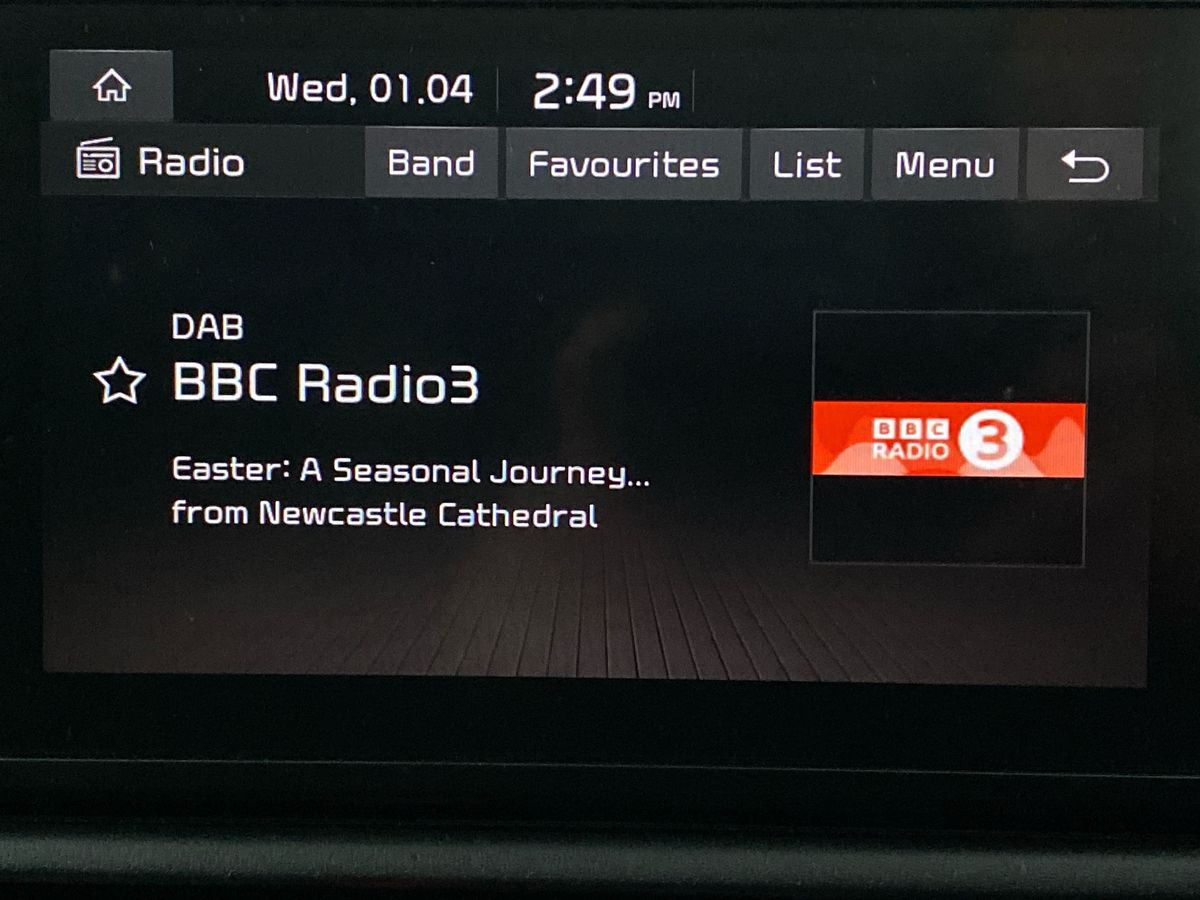 Wed, 01.04 2:49 PM
Radio Band Favourites List Menu
DAB
BBC Radio3
Easter: A Seasonal Journey...
from Newcastle Cathedral
BBC
RADIO 3